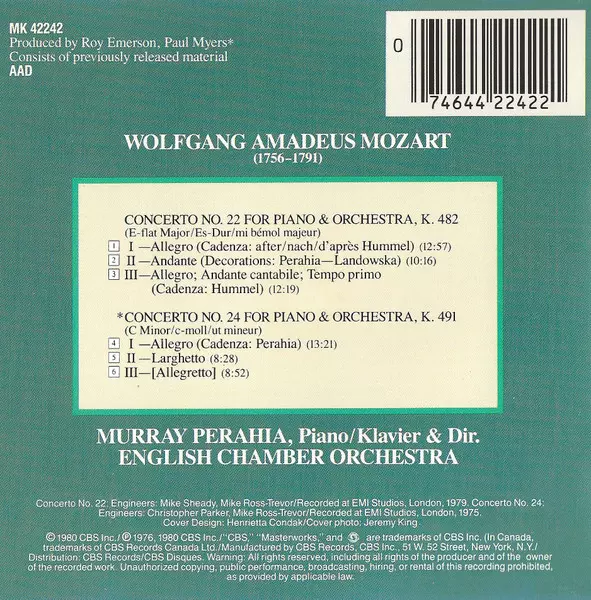 MK 42242
Produced by Roy Emerson, Paul Myers*
Consists of previously released material
AAD
0
74644 22422
WOLFGANG AMADEUS MOZART
(1756–1791)
CONCERTO NO. 22 FOR PIANO & ORCHESTRA, K. 482
(E-flat Major/Es-Dur/mi bémol majeur)
1 I —Allegro (Cadenza: after/nach/d'après Hummel) (12:57)
2 II —Andante (Decorations: Perahia—Landowska) (10:16)
3 III—Allegro; Andante cantabile; Tempo primo
(Cadenza: Hummel) (12:19)
*CONCERTO NO. 24 FOR PIANO & ORCHESTRA, K. 491
(C Minor/c-moll/ut mineur)
4 I —Allegro (Cadenza: Perahia) (13:21)
5 II —Larghetto (8:28)
6 III—[Allegretto] (8:52)
MURRAY PERAHIA, Piano/Klavier & Dir.
ENGLISH CHAMBER ORCHESTRA
Concerto No. 22: Engineers: Mike Sheady, Mike Ross-Trevor/Recorded at EMI Studios, London, 1979. Concerto No. 24:
Engineers: Christopher Parker, Mike Ross-Trevor/Recorded at EMI Studios, London, 1975.
Cover Design: Henrietta Condak/Cover photo: Jeremy King
© 1980 CBS Inc./℗ 1976, 1980 CBS Inc./"CBS," "Masterworks," and are trademarks of CBS Inc. (In Canada,
trademarks of CBS Records Canada Ltd./Manufactured by CBS Records, CBS Inc., 51 W. 52 Street, New York, N.Y./
Distribution: CBS Records/CBS Disques. Warning: All rights reserved, including all rights of the producer and of the owner
of the recorded work. Unauthorized copying, public performance, broadcasting, hiring, or rental of this recording prohibited,
as provided by applicable law.